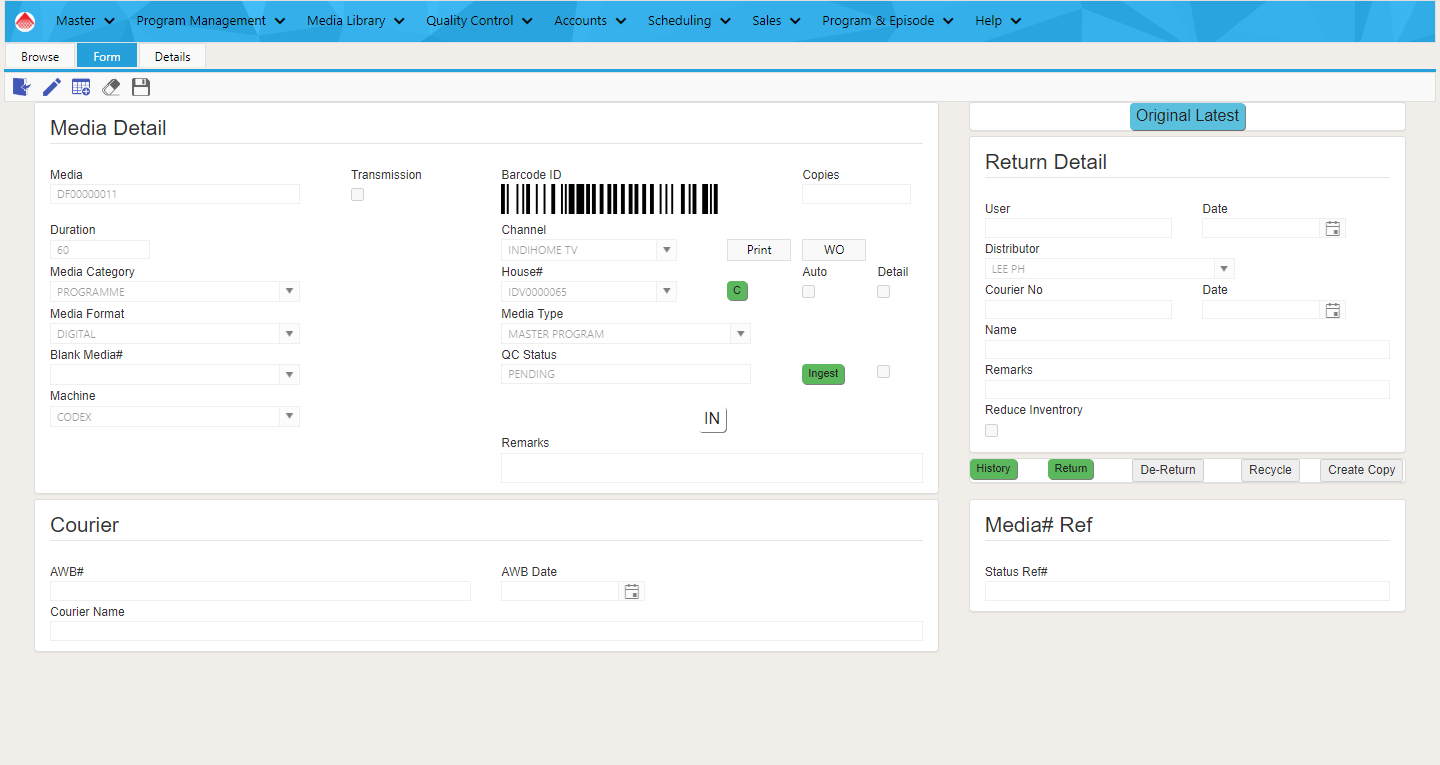 Master Program Management Media Library Quality Control Accounts Scheduling Sales Program & Episode Help
Browse Form Details
Media Detail
Media Transmission Barcode ID Copies
DF00000011
Duration Channel
60 INDIHOME TV Print WO
Media Category House# Auto Detail
PROGRAMME IDV0000065 C
Media Format Media Type
DIGITAL MASTER PROGRAM
Blank Media# QC Status
PENDING Ingest
Machine
CODEX IN
Remarks
Original Latest
Return Detail
User Date
Distributor
LEE PH
Courier No Date
Name
Remarks
Reduce Inventory
History Return De-Return Recycle Create Copy
Courier
AWB# AWB Date
Courier Name
Media# Ref
Status Ref#